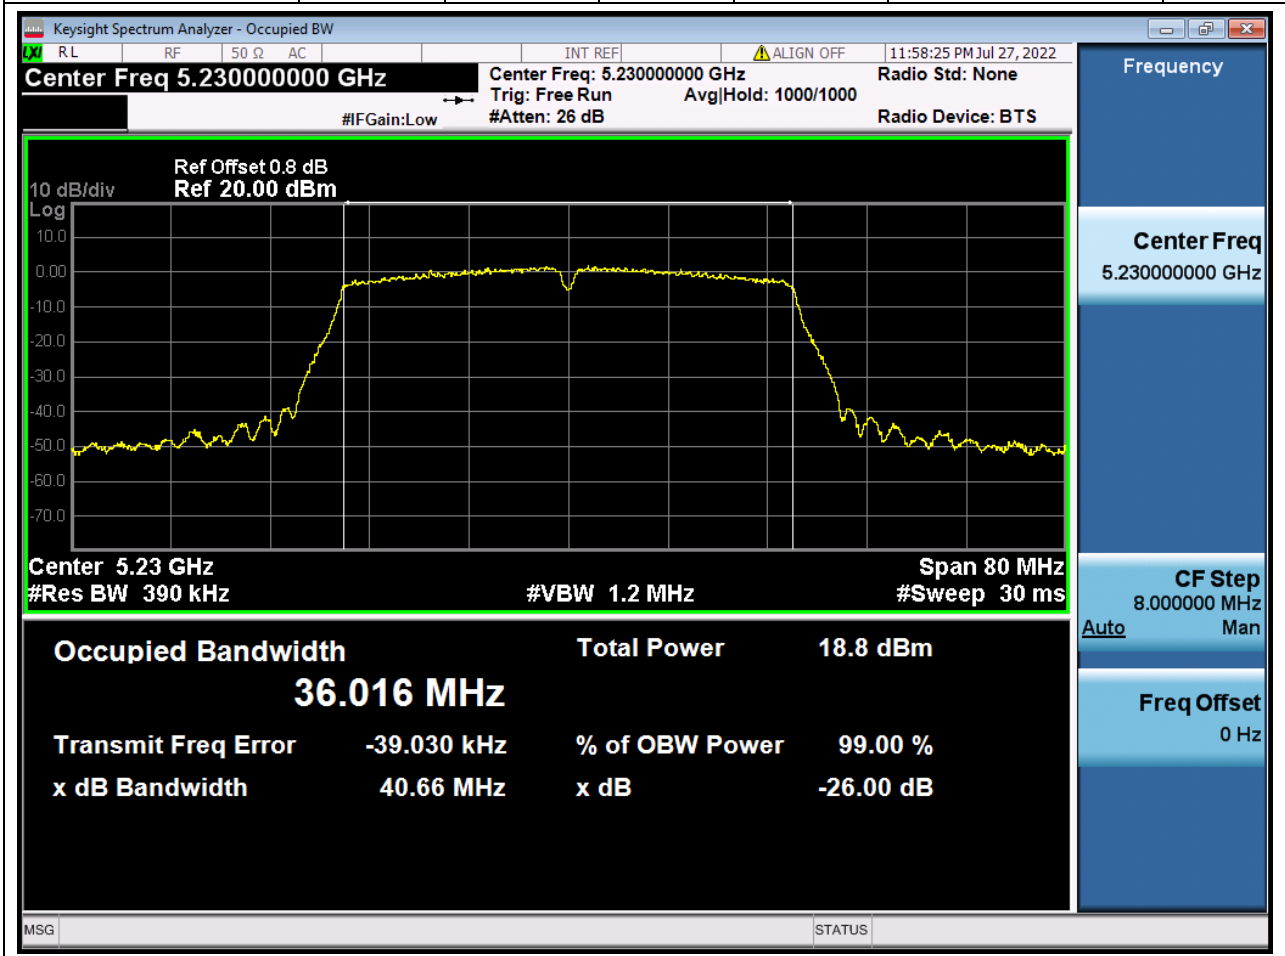 Keysight Spectrum Analyzer - Occupied BW
LXI RL RF 50 Ω AC INT REF ALIGN OFF 11:58:25 PM Jul 27, 2022
Center Freq 5.230000000 GHz
Center Freq: 5.230000000 GHz Radio Std: None
Trig: Free Run Avg|Hold: 1000/1000
#IFGain:Low #Atten: 26 dB Radio Device: BTS
Ref Offset 0.8 dB
10 dB/div Ref 20.00 dBm
Log
10.0
0.00
-10.0
-20.0
-30.0
-40.0
-50.0
-60.0
-70.0
Center 5.23 GHz Span 80 MHz
#Res BW 390 kHz #VBW 1.2 MHz #Sweep 30 ms
Occupied Bandwidth Total Power 18.8 dBm
36.016 MHz
Transmit Freq Error -39.030 kHz % of OBW Power 99.00 %
x dB Bandwidth 40.66 MHz x dB -26.00 dB
MSG STATUS
Frequency
Center Freq
5.230000000 GHz
CF Step
8.000000 MHz
Auto Man
Freq Offset
0 Hz